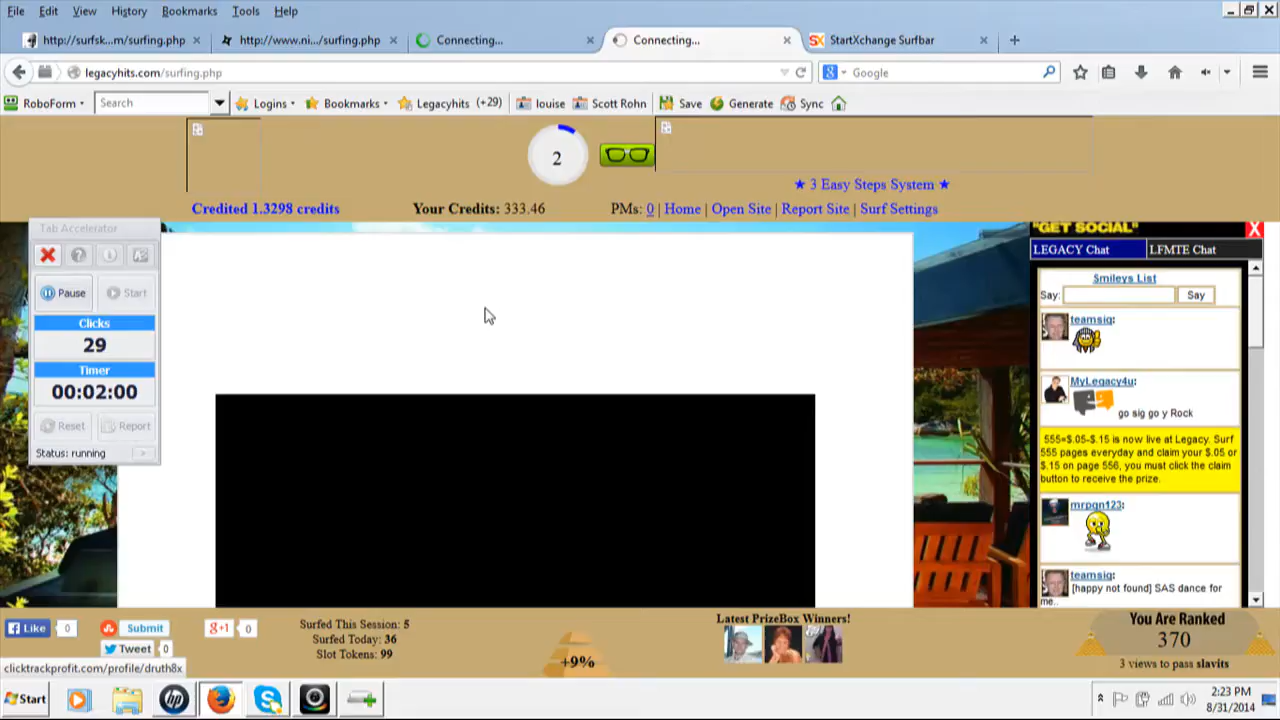 File Edit View History Bookmarks Tools Help
http://surfsk...m/surfing.php × http://www.ni.../surfing.php × Connecting... × Connecting... × SX StartXchange Surfbar × +
legacyhits.com/surfing.php Google
RoboForm Search Logins Bookmarks Legacyhits (+29) louise Scott Rohn Save Generate Sync
2
★ 3 Easy Steps System ★
Credited 1.3298 credits Your Credits: 333.46 PMs: 0 | Home | Open Site | Report Site | Surf Settings
Tab Accelerator
Pause Start
Clicks
29
Timer
00:02:00
Reset Report
Status: running >
"GET SOCIAL" X
LEGACY Chat LFMTE Chat
Smileys List
Say: Say
teamsig:
MyLegacy4u:
go sig go y Rock
555=$.05-$.15 is now live at Legacy. Surf
555 pages everyday and claim your $.05 or
$.15 on page 556, you must click the claim
button to receive the prize.
mrpgn123:
teamsig:
[happy not found] SAS dance for
me..
Like 0 Submit g+1 0
Tweet 0
Surfed This Session: 5
Surfed Today: 36
Slot Tokens: 99
+9%
Latest PrizeBox Winners!
You Are Ranked
370
3 views to pass slavits
clicktrackprofit.com/profile/druth8x
Start hp 2:23 PM
8/31/2014